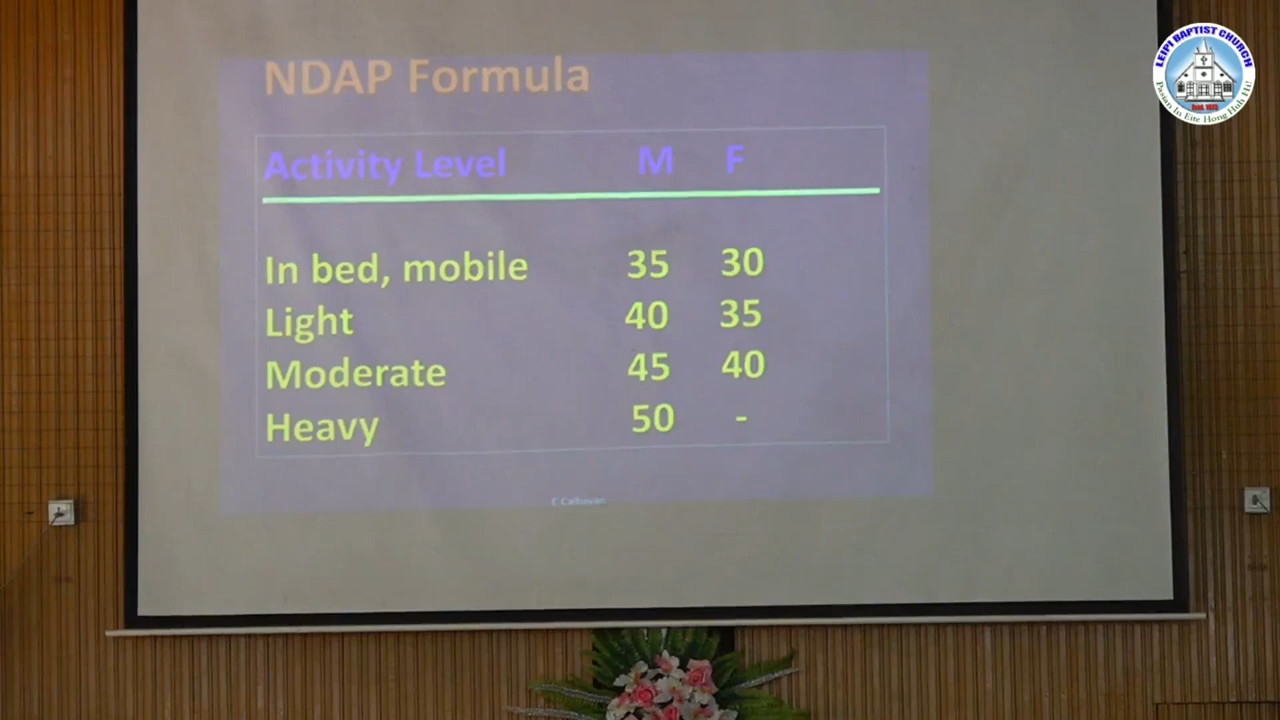 NDAP Formula
Activity Level M F
In bed, mobile 35 30
Light 40 35
Moderate 45 40
Heavy 50 -
LEIPI BAPTIST CHURCH